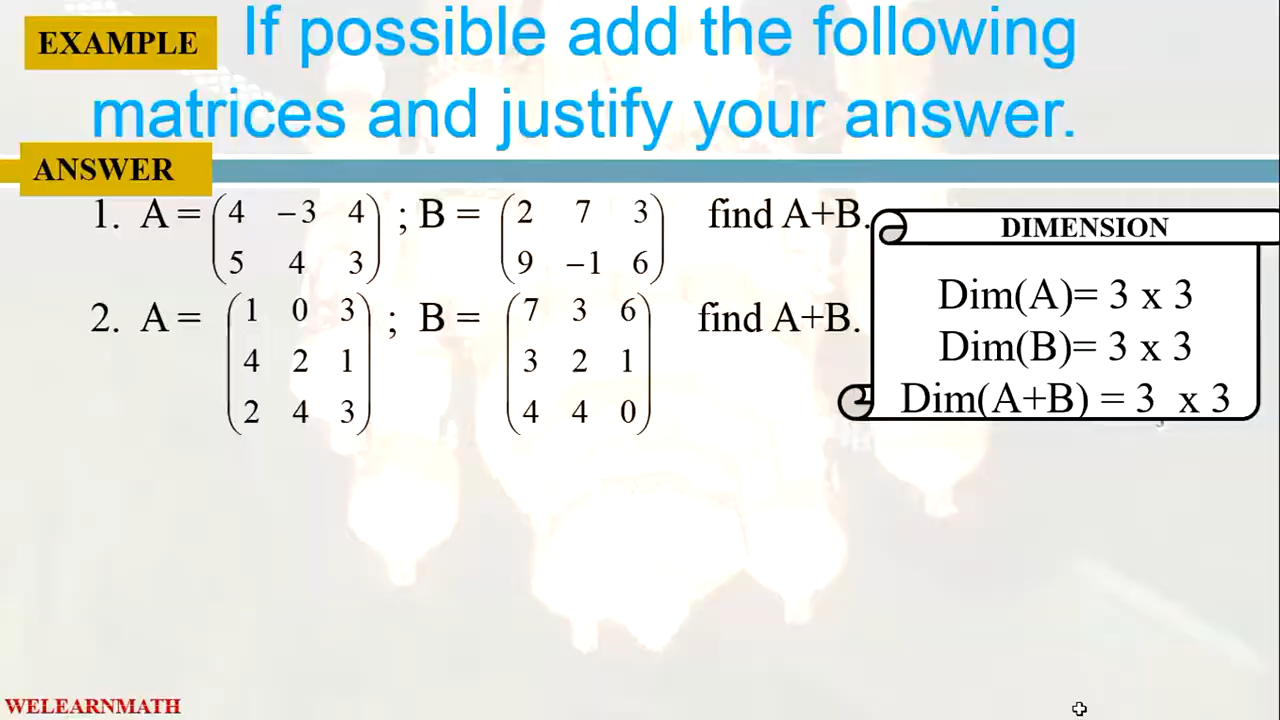 EXAMPLE If possible add the following
matrices and justify your answer.
ANSWER
1. A = (4 −3 4) ; B = (2 7 3) find A+B.
(5 4 3) (9 −1 6)
2. A = (1 0 3) ; B = (7 3 6) find A+B.
(4 2 1) (3 2 1)
(2 4 3) (4 4 0)
DIMENSION
Dim(A)= 3 x 3
Dim(B)= 3 x 3
Dim(A+B) = 3 x 3
WELEARNMATH